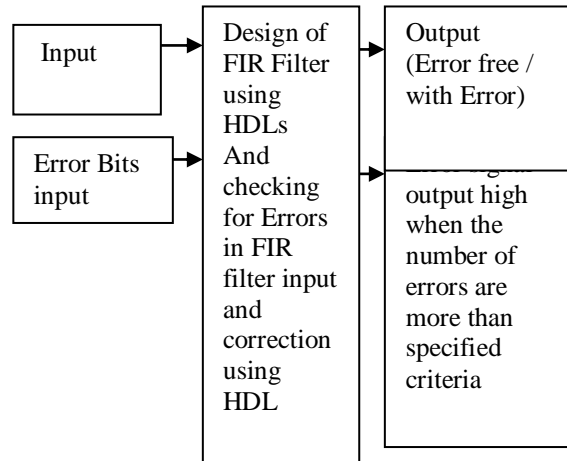 Input
Error Bits
input
Design of
FIR Filter
using
HDLs
And
checking
for Errors
in FIR
filter input
and
correction
using
HDL
Output
(Error free /
with Error)
output high
when the
number of
errors are
more than
specified
criteria